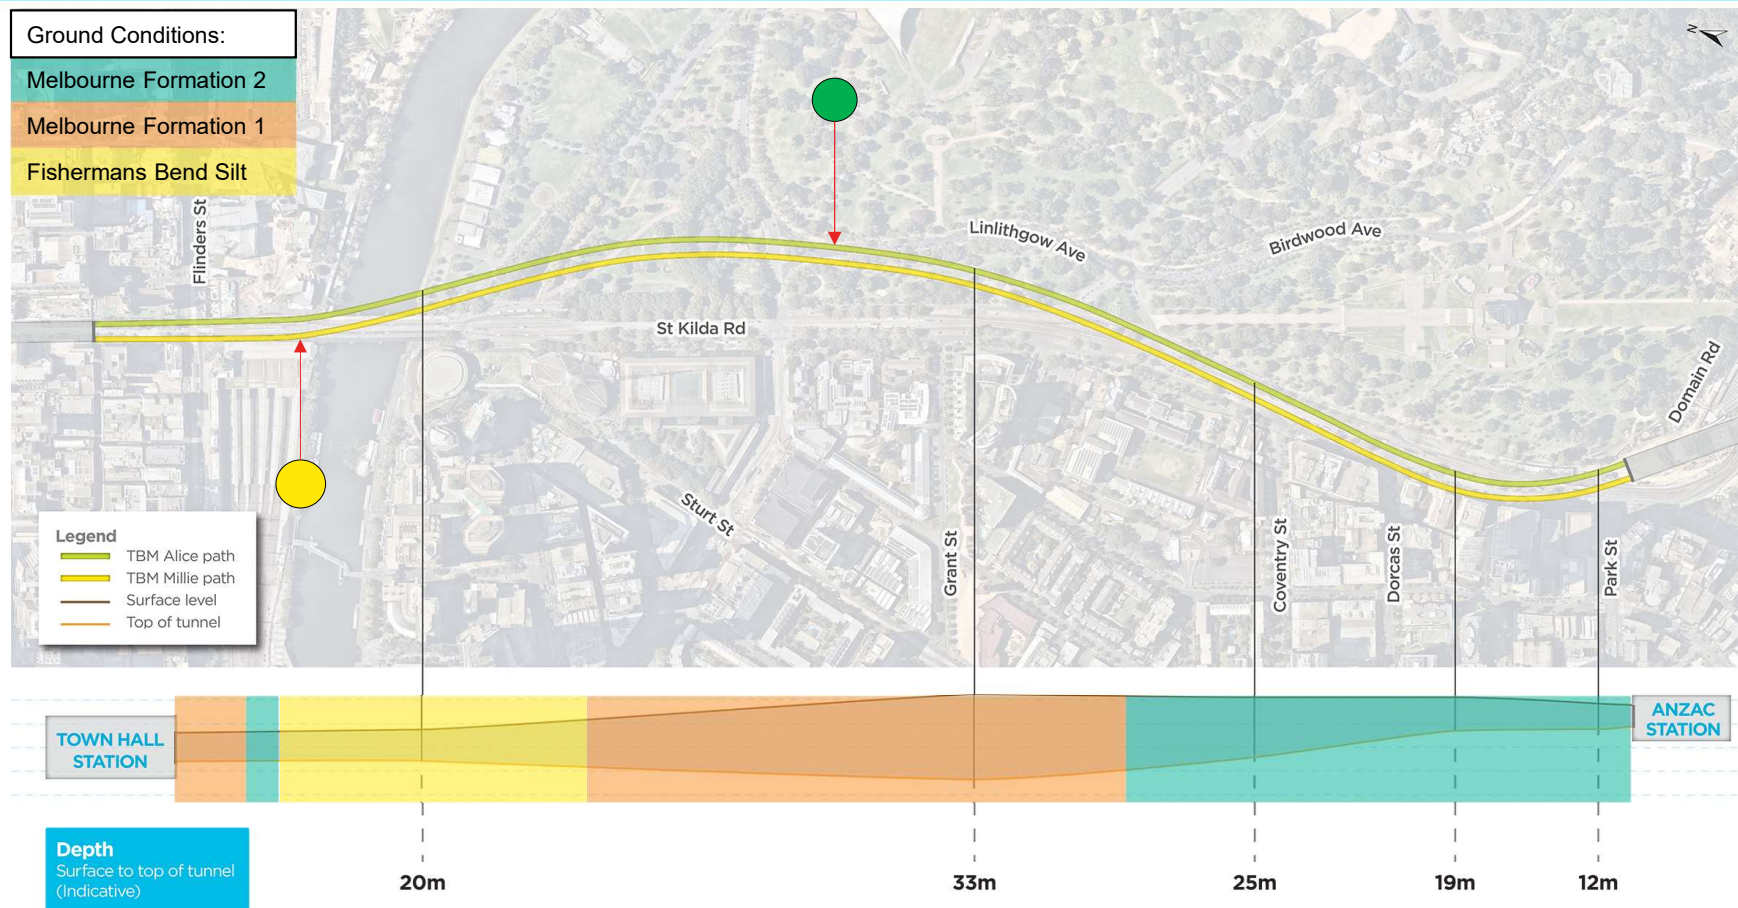 Ground Conditions:
Melbourne Formation 2
Melbourne Formation 1
Fishermans Bend Silt
N
Flinders St
Linlithgow Ave
Birdwood Ave
St Kilda Rd
Domain Rd
Sturt St
Grant St
Coventry St
Dorcas St
Park St
Legend
TBM Alice path
TBM Millie path
Surface level
Top of tunnel
TOWN HALL
STATION
ANZAC
STATION
Depth
Surface to top of tunnel
(Indicative)
20m
33m
25m
19m
12m